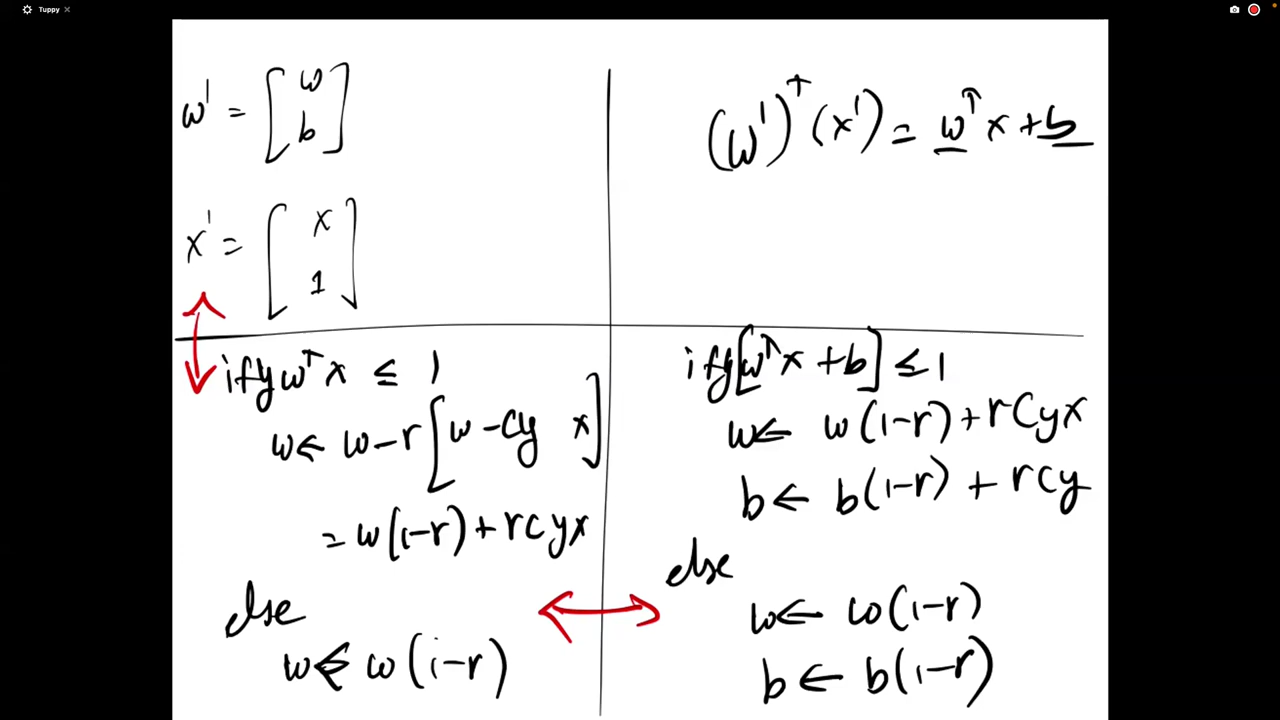 Tuppy
w' = [ w
b ]
x' = [ x
1 ]
(w')ᵀ(x') = wᵀx + b
if y wᵀx ≤ 1
w ← w - r [ w - Cy x ]
= w(1-r) + rCyx
else
w ← w(1-r)
if y[wᵀx + b] ≤ 1
w ← w(1-r) + rCyx
b ← b(1-r) + rCy
else
w ← w(1-r)
b ← b(1-r)